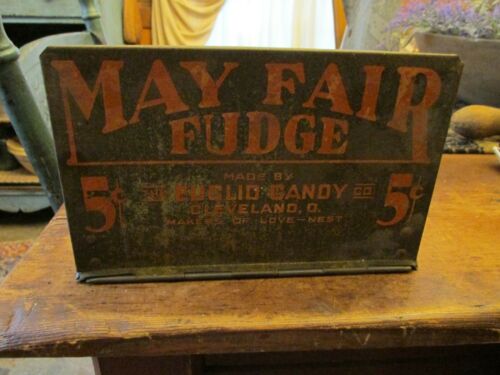 MAY FAIR
FUDGE
MADE BY
5¢ THE EUCLID CANDY CO 5¢
CLEVELAND, O.
MAKERS OF LOVE-NEST